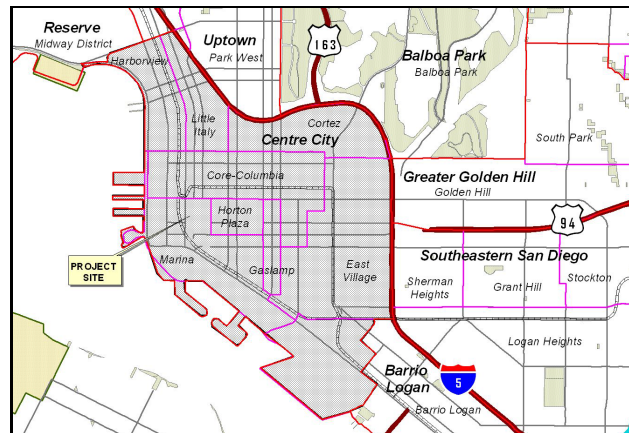 Reserve
Midway District
Harborview
Uptown
Park West
163
Balboa Park
Balboa Park
Little
Italy
Cortez
Centre City
South Park
Core-Columbia
Greater Golden Hill
Golden Hill
Horton
Plaza
94
PROJECT
SITE
Marina
Gaslamp
East
Village
Southeastern San Diego
Sherman
Heights
Grant Hill
Stockton
Logan Heights
Barrio
Logan
5
Barrio Logan